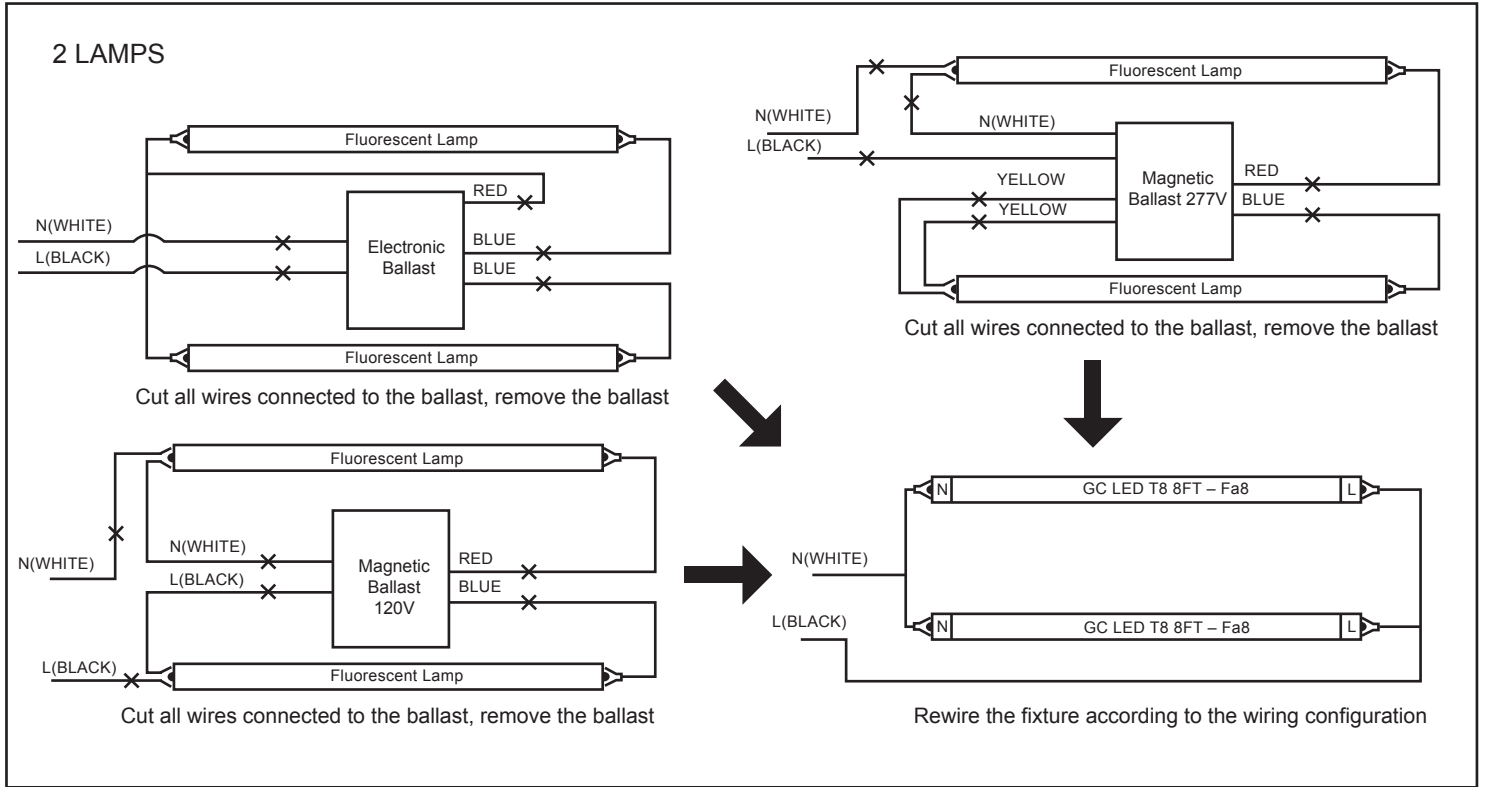 2 LAMPS
Fluorescent Lamp
RED
N(WHITE)
L(BLACK)
Electronic
Ballast
BLUE
BLUE
Fluorescent Lamp
Cut all wires connected to the ballast, remove the ballast
Fluorescent Lamp
N(WHITE)
N(WHITE)
L(BLACK)
YELLOW
YELLOW
Magnetic
Ballast 277V
RED
BLUE
Fluorescent Lamp
Cut all wires connected to the ballast, remove the ballast
Fluorescent Lamp
N(WHITE)
N(WHITE)
L(BLACK)
Magnetic
Ballast
120V
RED
BLUE
L(BLACK)
Fluorescent Lamp
Cut all wires connected to the ballast, remove the ballast
N GC LED T8 8FT – Fa8 L
N(WHITE)
N GC LED T8 8FT – Fa8 L
L(BLACK)
Rewire the fixture according to the wiring configuration